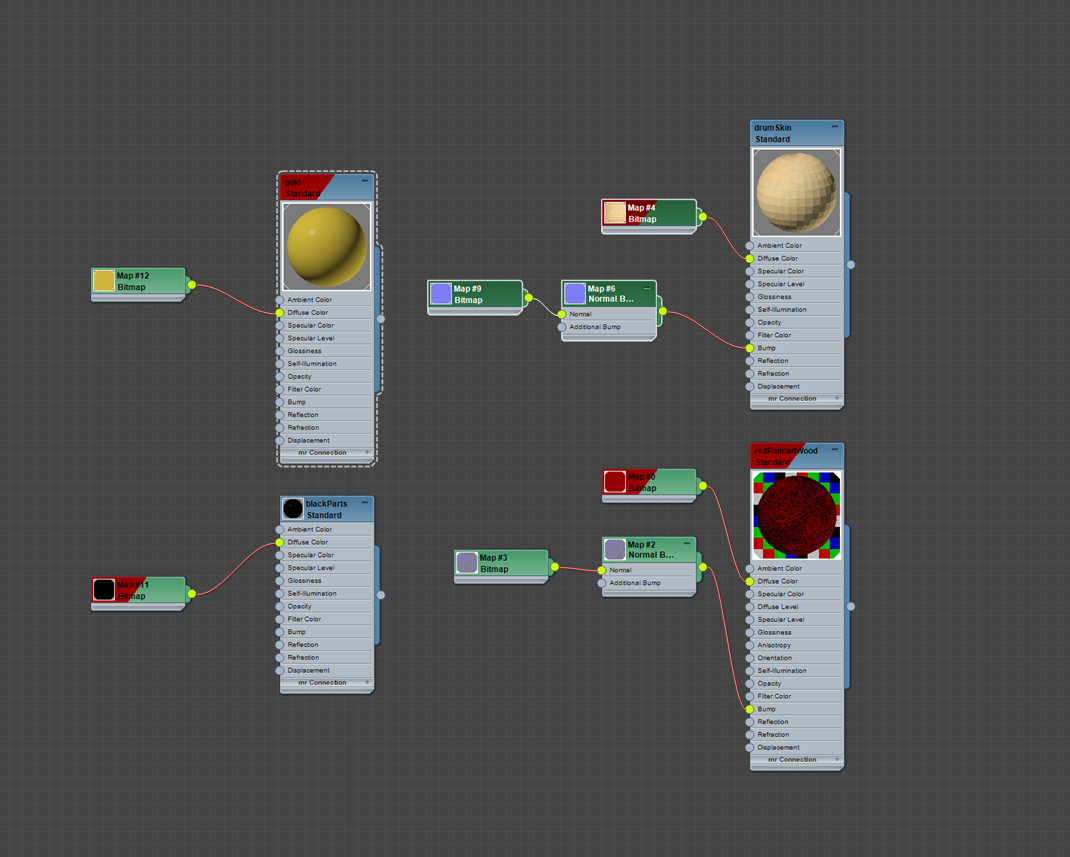 drumSkin
Standard
Ambient Color
Diffuse Color
Specular Color
Specular Level
Glossiness
Self-Illumination
Opacity
Filter Color
Bump
Reflection
Refraction
Displacement
mr Connection
gold
Standard
Ambient Color
Diffuse Color
Specular Color
Specular Level
Glossiness
Self-Illumination
Opacity
Filter Color
Bump
Reflection
Refraction
Displacement
mr Connection
Map #4
Bitmap
Map #12
Bitmap
Map #9
Bitmap
Map #6
Normal B...
Normal
Additional Bump
redPaintedWood
Standard
Ambient Color
Diffuse Color
Specular Color
Diffuse Level
Specular Level
Glossiness
Anisotropy
Orientation
Self-Illumination
Opacity
Filter Color
Bump
Reflection
Refraction
Displacement
mr Connection
Bitmap
blackParts
Standard
Ambient Color
Diffuse Color
Specular Color
Specular Level
Glossiness
Self-Illumination
Opacity
Filter Color
Bump
Reflection
Refraction
Displacement
mr Connection
Map #2
Normal B...
Normal
Additional Bump
Map #3
Bitmap
Map #11
Bitmap